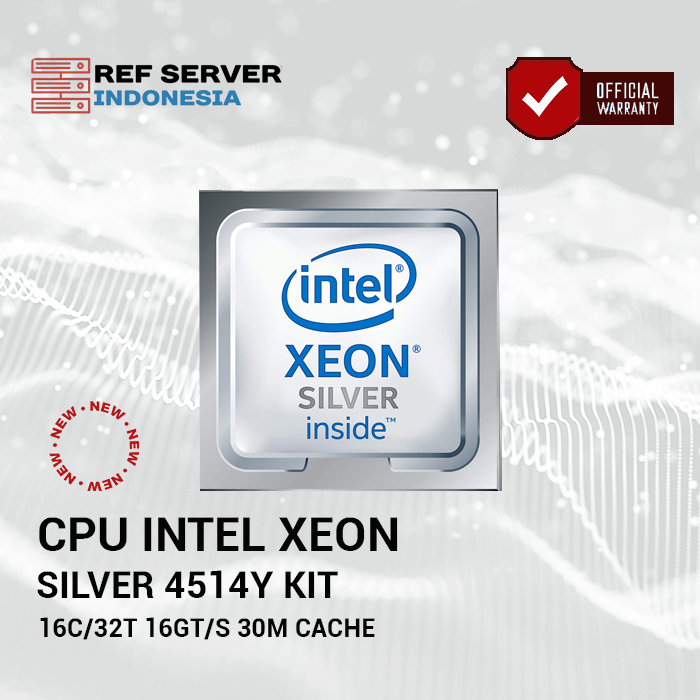 REF SERVER
INDONESIA
OFFICIAL
WARRANTY
intel®
XEON®
SILVER
inside™
NEW • NEW • NEW • NEW • NEW • NEW •
CPU INTEL XEON
SILVER 4514Y KIT
16C/32T 16GT/S 30M CACHE